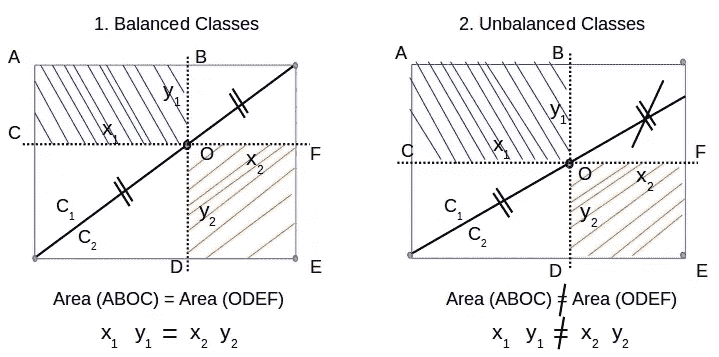 1. Balanced Classes
A
B
y1
C
x1
O
x2
F
C1
y2
C2
D
E
Area (ABOC) = Area (ODEF)
x1 y1 = x2 y2
2. Unbalanced Classes
A
B
y1
C
x1
F
O
x2
C1
y2
C2
D
E
Area (ABOC) ≠ Area (ODEF)
x1 y1 ≠ x2 y2